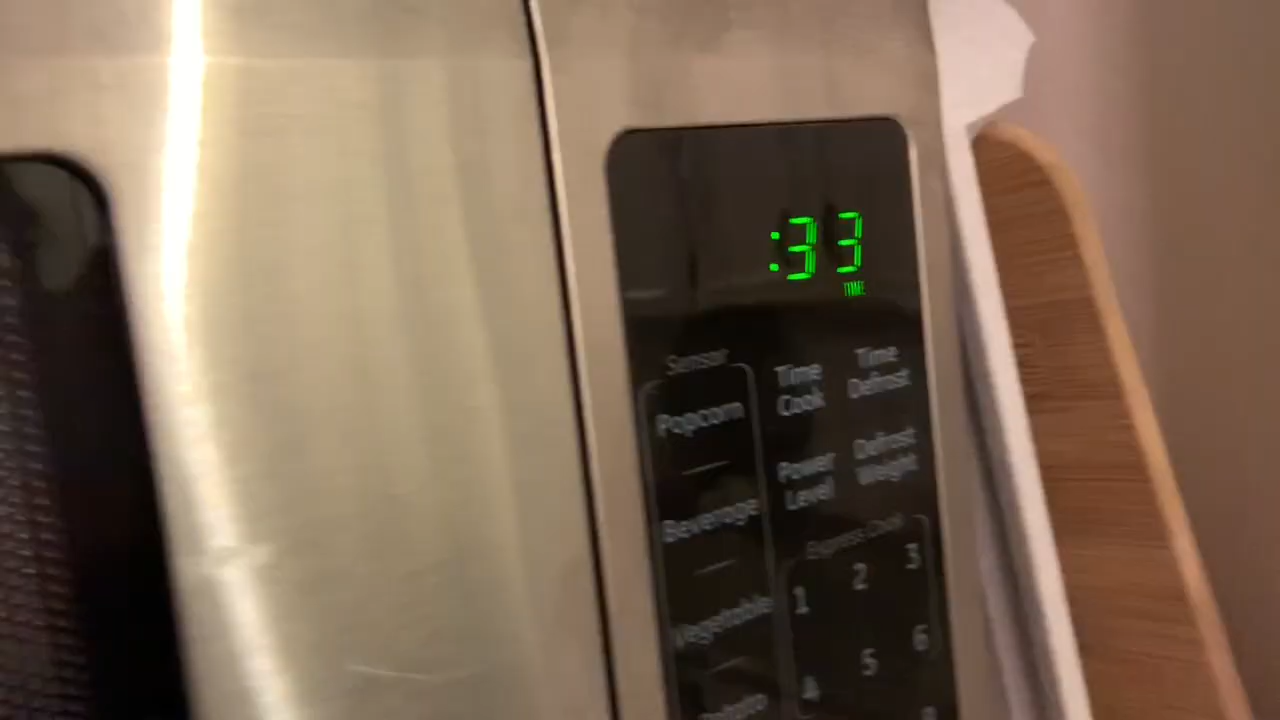 :33
TIME
Sensor
Popcorn
Time
Cook
Time
Defrost
Beverage
Power
Level
Defrost
Weight
Vegetable
Express Cook
1
2
3
4
5
6